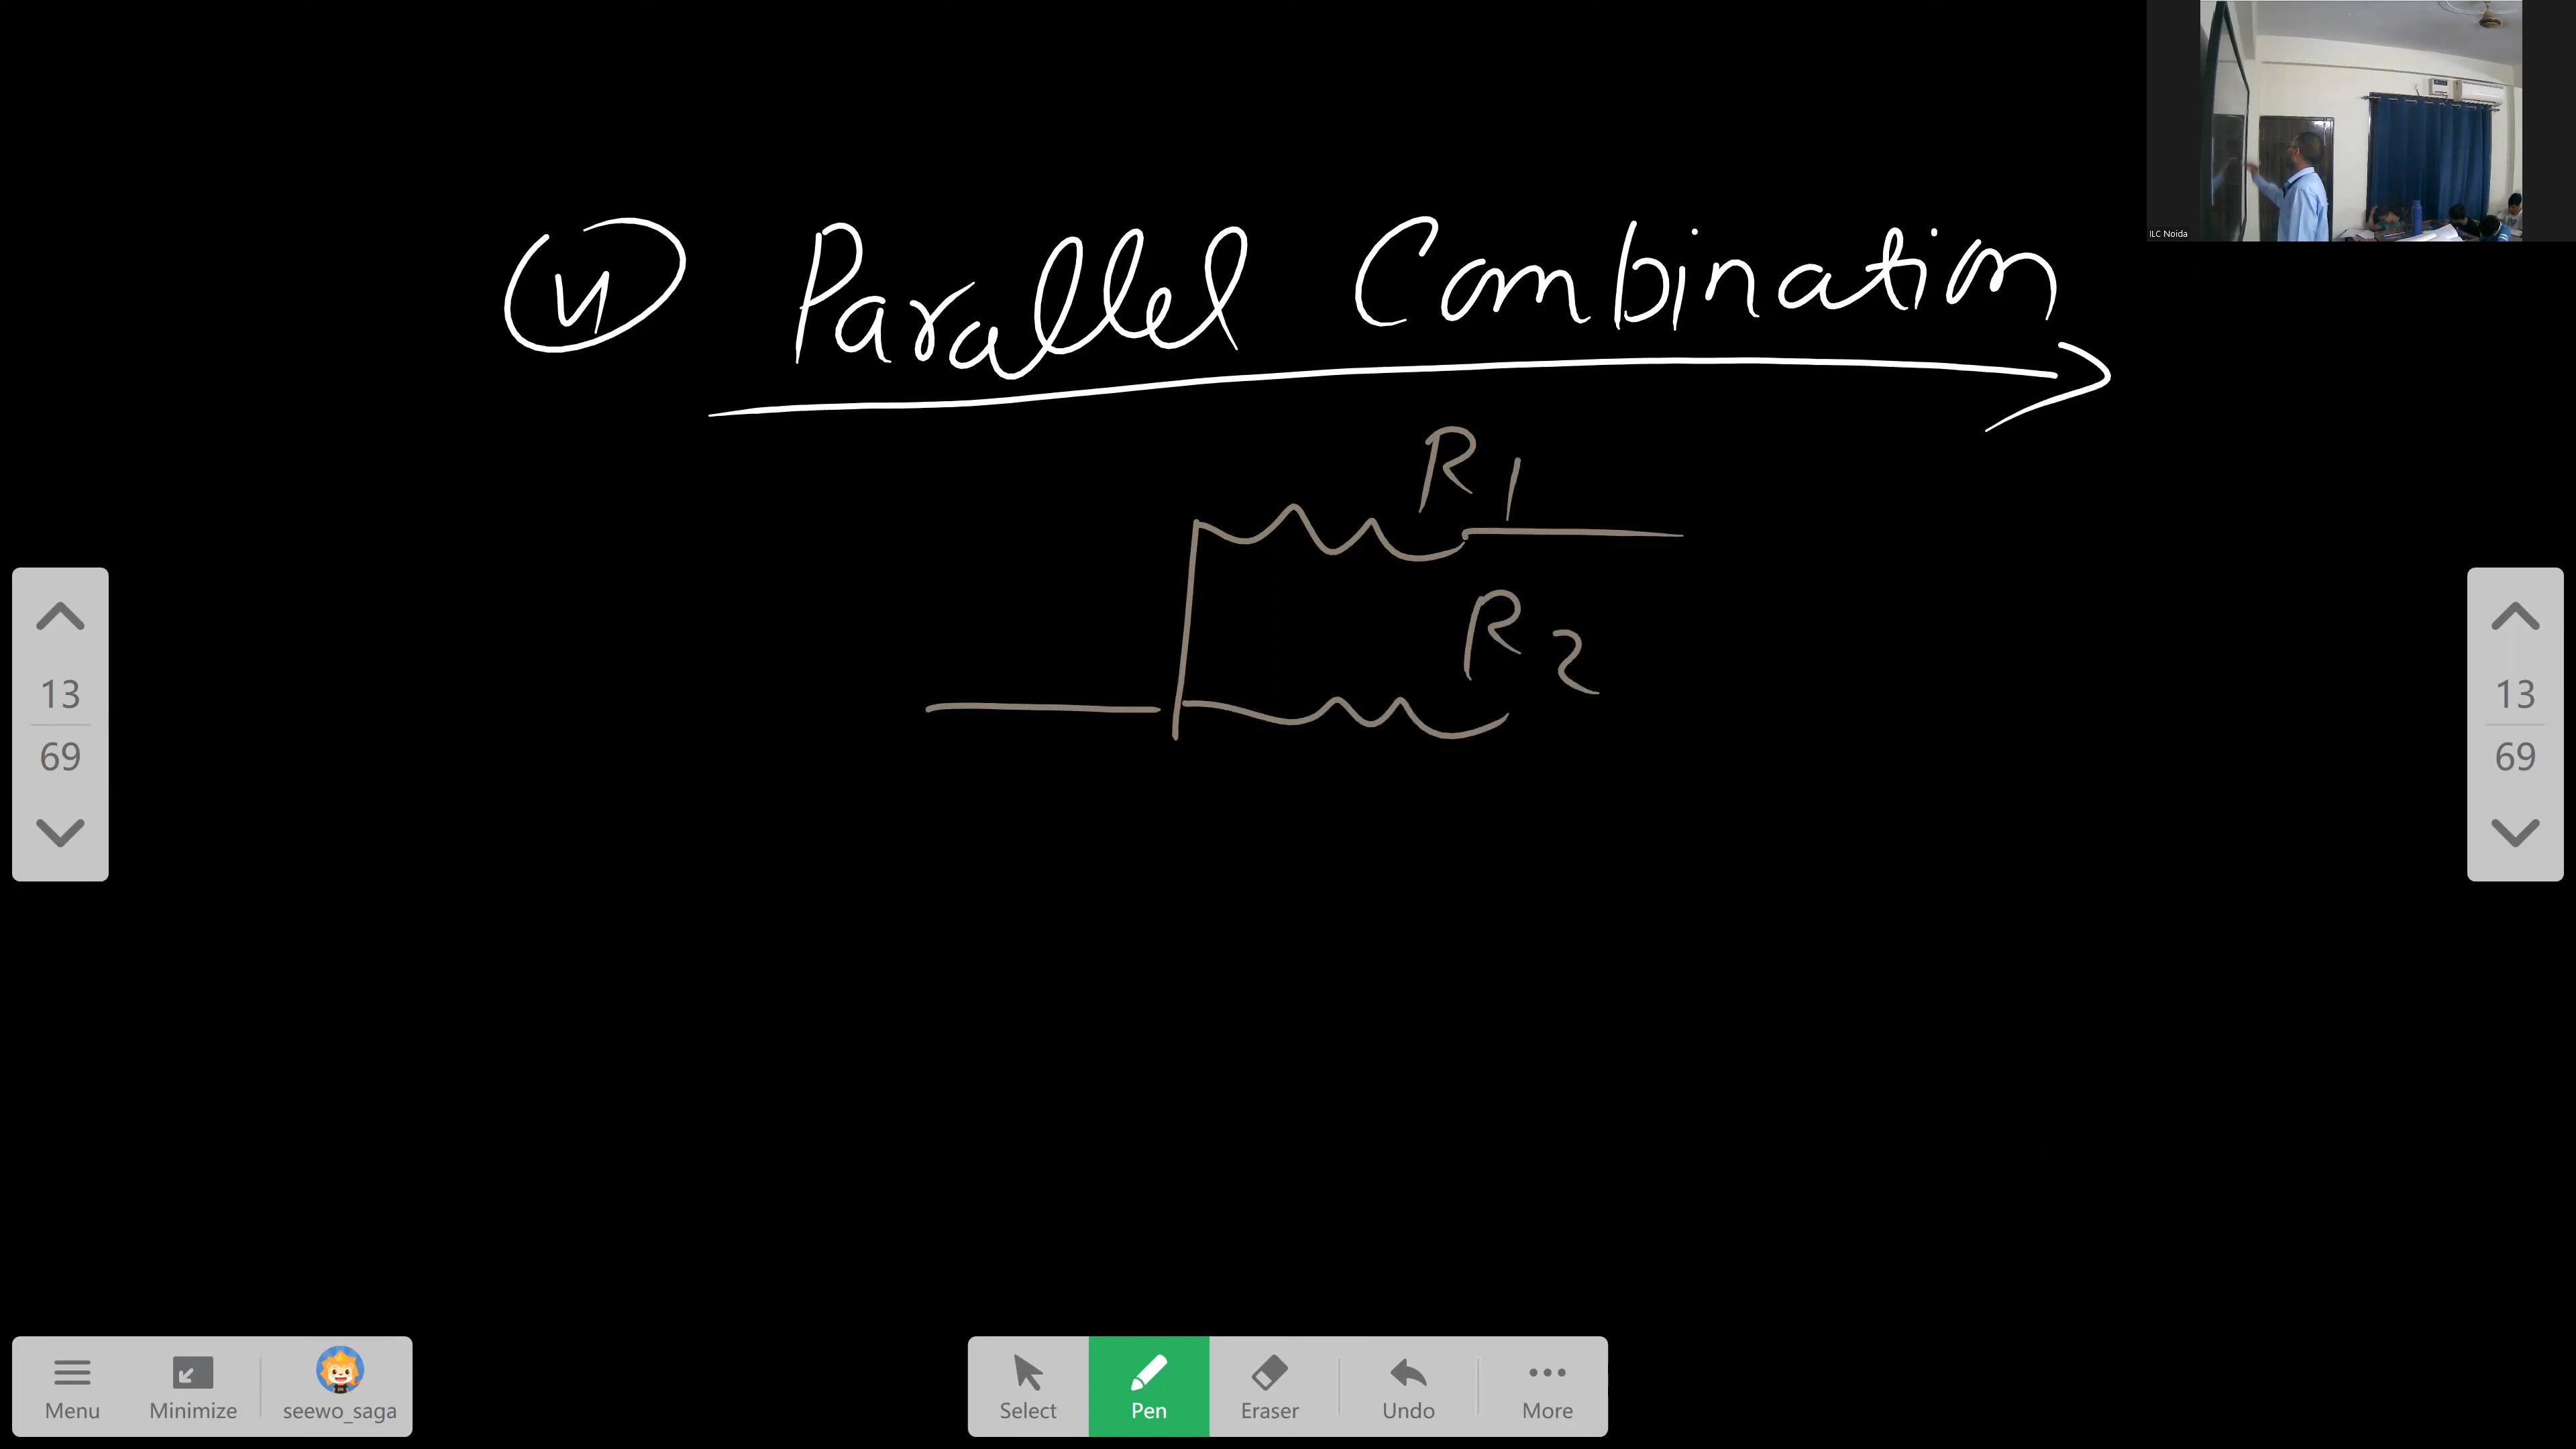 ILC Noida
Parallel Combination
R1
R2
13
69
13
69
Menu
Minimize
seewo_saga
Select
Pen
Eraser
Undo
More